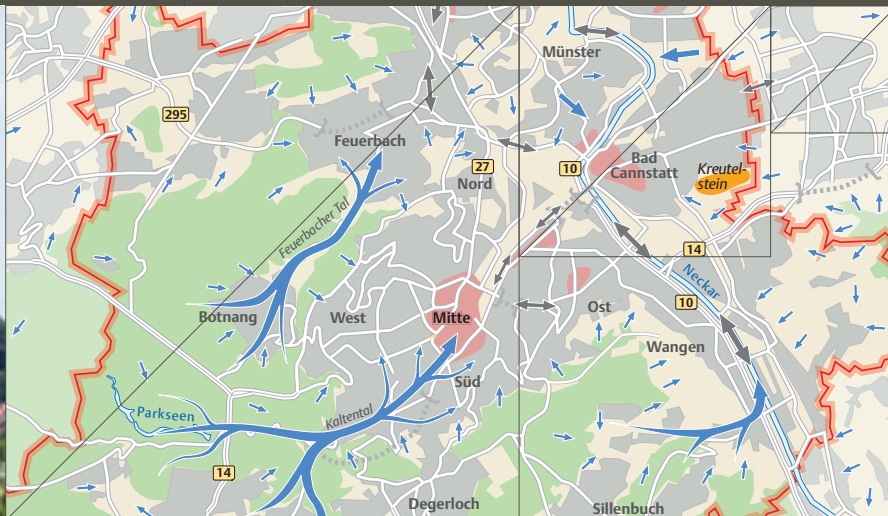 Münster
295
Feuerbach
Bad
Cannstatt
Kreutel-
stein
27
10
Nord
Feuerbacher Tal
14
Neckar
10
Botnang
West
Mitte
Ost
Wangen
Süd
Parkseen
Kaltental
14
Degerloch
Sillenbuch